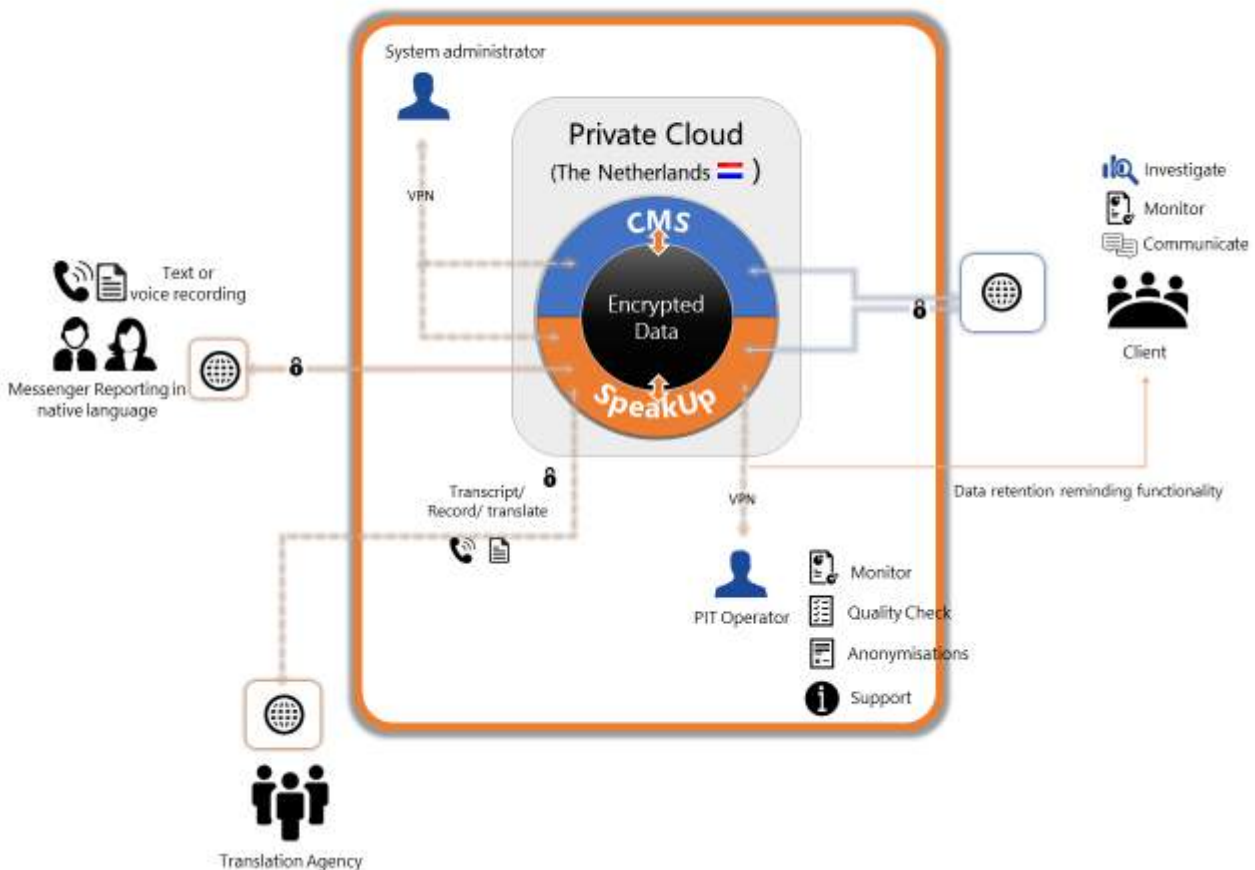 System administrator
Private Cloud
(The Netherlands )
VPN
CMS
Encrypted
Data
SpeakUp
Text or
voice recording
Messenger Reporting in
native language
Investigate
Monitor
Communicate
Client
Transcript/
Record/ translate
VPN
Data retention reminding functionality
PIT Operator
Monitor
Quality Check
Anonymisations
Support
Translation Agency